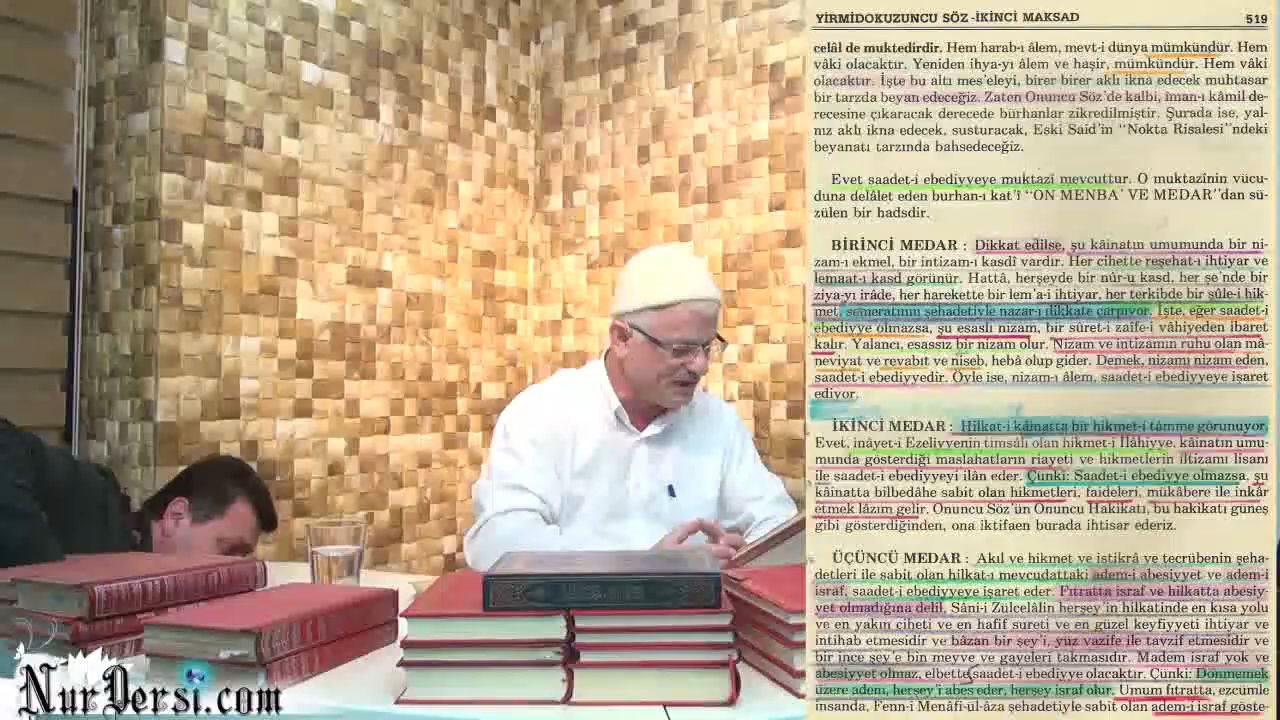 YİRMİDOKUZUNCU SÖZ -İKİNCİ MAKSAD 519
celâl de muktedirdir. Hem harab-ı âlem, mevt-i dünya mümkündür. Hem
vâki olacaktır. Yeniden ihya-yı âlem ve haşir, mümkündür. Hem vâki
olacaktır. İşte bu altı mes'eleyi, birer birer aklı ikna edecek muhtasar
bir tarzda beyan edeceğiz. Zaten Onuncu Söz'de kalbi, iman-ı kâmil de-
recesine çıkaracak derecede burhanlar zikredilmiştir. Şurada ise, yal-
nız aklı ikna edecek, susturacak, Eski Said'in "Nokta Risalesi"ndeki
beyanatı tarzında bahsedeceğiz.
Evet saadet-i ebediyyeye muktazî mevcuttur. O muktazînin vücu-
duna delâlet eden burhan-ı kat'î "ON MENBA' VE MEDAR"dan sü-
zülen bir hadsdir.
BİRİNCİ MEDAR : Dikkat edilse, şu kâinatın umumunda bir ni-
zam-ı ekmel, bir intizam-ı kasdî vardır. Her cihette reşehat-ı ihtiyar ve
lemaat-ı kasd görünür. Hattâ, herşeyde bir nûr-u kasd, her şe'nde bir
ziya-yı irâde, her harekette bir lem'a-i ihtiyar, her terkibde bir şûle-i hik-
met, semeratının şehadetiyle nazar-ı dikkate çarpıyor. İşte, eğer saadet-i
ebediyye olmazsa, şu esaslı nizam, bir sûret-i zaife-i vâhiyeden ibaret
kalır. Yalancı, esassız bir nizam olur. Nizam ve intizamın ruhu olan mâ-
neviyat ve revabıt ve niseb, hebâ olup gider. Demek, nizamı nizam eden,
saadet-i ebediyyedir. Öyle ise, nizam-ı âlem, saadet-i ebediyyeye işaret
ediyor.
İKİNCİ MEDAR : Hilkat-i kâinatta bir hikmet-i tâmme görünüyor.
Evet, inâyet-i Ezeliyyenin timsâli olan hikmet-i İlâhiyye, kâinatın umu-
munda gösterdiği maslahatların riayeti ve hikmetlerin iltizamı lisanı
ile saadet-i ebediyyeyi ilân eder. Çünki: Saadet-i ebediyye olmazsa, şu
kâinatta bilbedâhe sabit olan hikmetleri, faideleri, mükâbere ile inkâr
etmek lâzım gelir. Onuncu Söz'ün Onuncu Hakikatı, bu hakikatı güneş
gibi gösterdiğinden, ona iktifaen burada ihtisar ederiz.
ÜÇÜNCÜ MEDAR : Akıl ve hikmet ve istikrâ ve tecrübenin şeha-
detleri ile sabit olan hilkat-ı mevcudattaki adem-i abesiyyet ve adem-i
israf, saadet-i ebediyyeye işaret eder. Fıtratta israf ve hilkatta abesiy-
yet olmadığına delil, Sâni-i Zülcelâlin herşey'in hilkatinde en kısa yolu
ve en yakın ciheti ve en hafif sureti ve en güzel keyfiyyeti ihtiyar ve
intihab etmesidir ve bâzan bir şey'i, yüz vazife ile tavzif etmesidir ve
bir ince şey'e bin meyve ve gayeleri takmasıdır. Madem israf yok ve
abesiyyet olmaz, elbette saadet-i ebediyye olacaktır. Çünki: Dönmemek
üzere adem, herşey'i abes eder, herşey israf olur. Umum fıtratta, ezcümle
insanda, Fenn-i Menâfi-ul-âza şehadetiyle sabit olan adem-i israf göste-
NurDersi.com